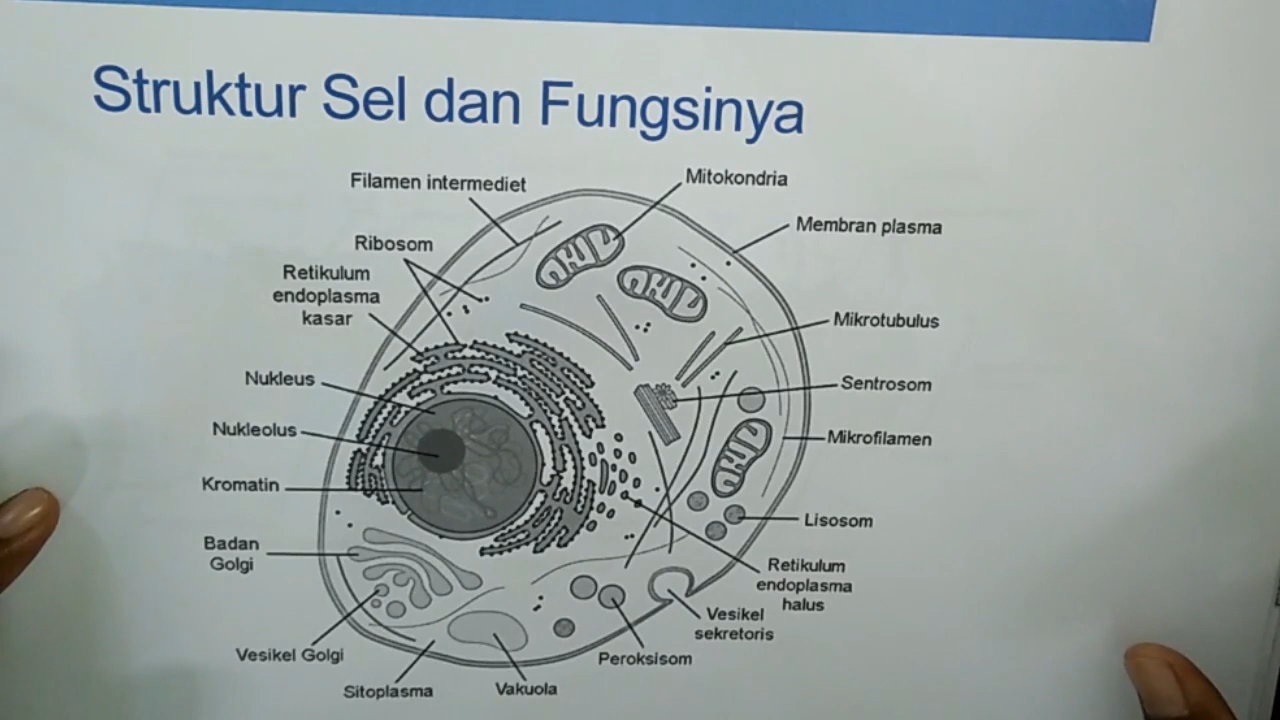 Struktur Sel dan Fungsinya
Filamen intermediet
Mitokondria
Membran plasma
Ribosom
Retikulum
endoplasma
kasar
Mikrotubulus
Nukleus
Sentrosom
Nukleolus
Mikrofilamen
Kromatin
Lisosom
Badan
Golgi
Retikulum
endoplasma
halus
Vesikel
sekretoris
Vesikel Golgi
Peroksisom
Sitoplasma
Vakuola